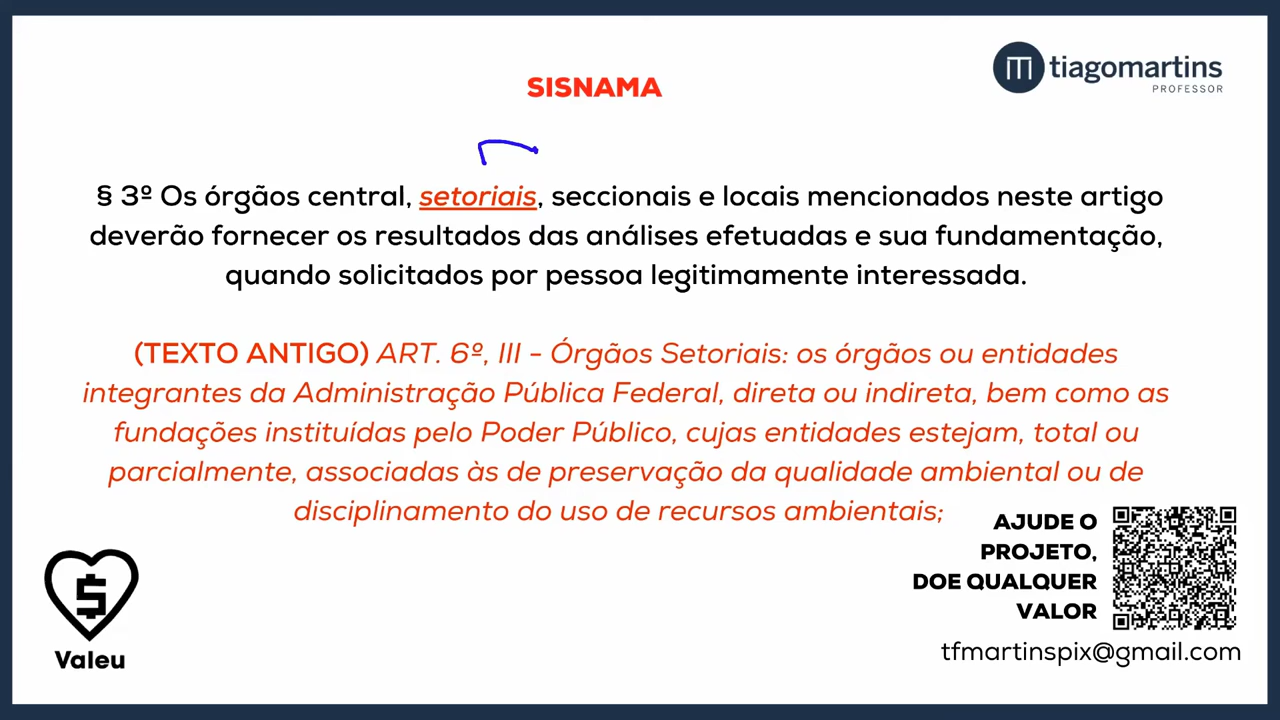 tiagomartins
PROFESSOR
SISNAMA
§ 3º Os órgãos central, setoriais, seccionais e locais mencionados neste artigo
deverão fornecer os resultados das análises efetuadas e sua fundamentação,
quando solicitados por pessoa legitimamente interessada.
(TEXTO ANTIGO) ART. 6º, III - Órgãos Setoriais: os órgãos ou entidades
integrantes da Administração Pública Federal, direta ou indireta, bem como as
fundações instituídas pelo Poder Público, cujas entidades estejam, total ou
parcialmente, associadas às de preservação da qualidade ambiental ou de
disciplinamento do uso de recursos ambientais;
AJUDE O
PROJETO,
DOE QUALQUER
VALOR
tfmartinspix@gmail.com
$
Valeu